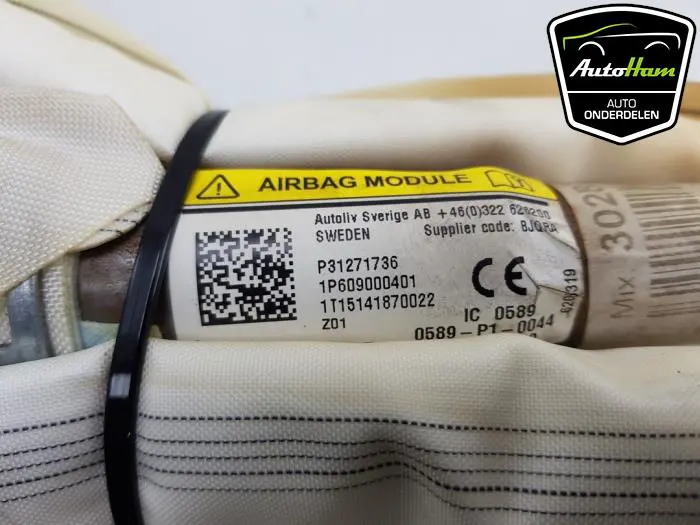 AutoHam
AUTO
ONDERDELEN
AIRBAG MODULE
Autoliv Sverige AB +46(0)322 626200
SWEDEN Supplier code: BJQRA
P31271736
1P609000401
1T15141870022
Z01
CE
IC 0589
0589-P1-0044
Mix